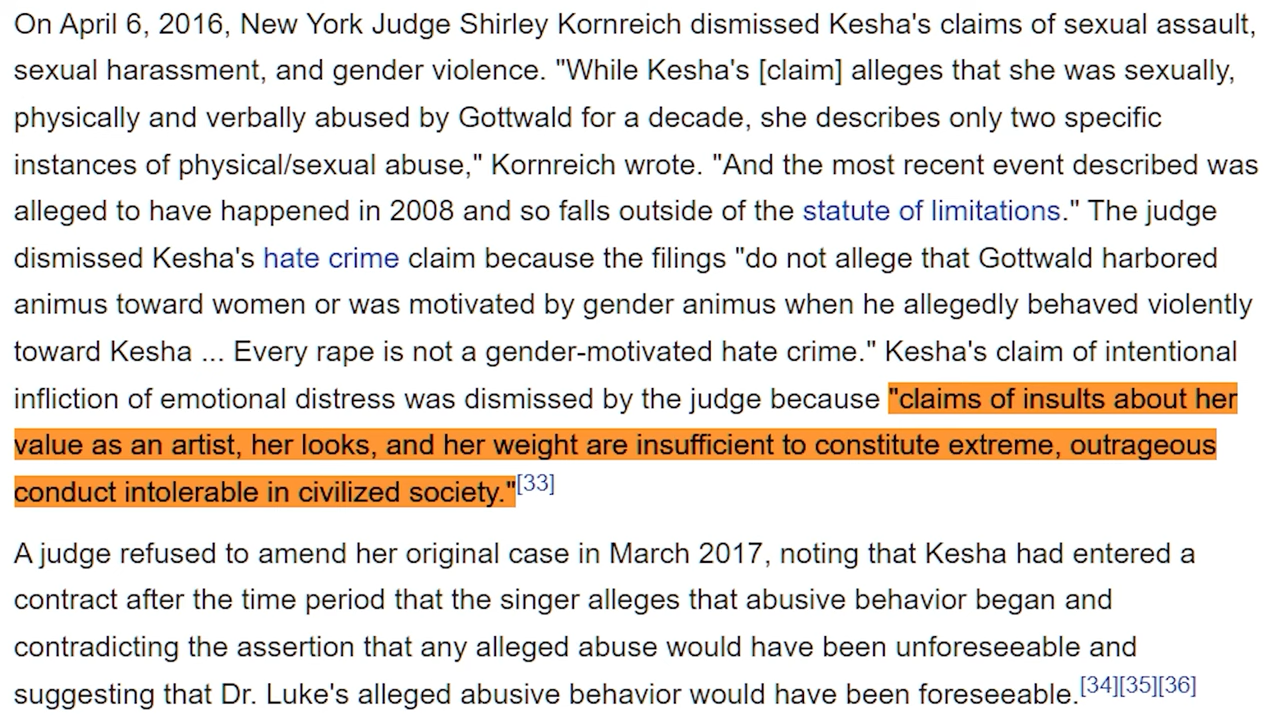 On April 6, 2016, New York Judge Shirley Kornreich dismissed Kesha's claims of sexual assault,
sexual harassment, and gender violence. "While Kesha's [claim] alleges that she was sexually,
physically and verbally abused by Gottwald for a decade, she describes only two specific
instances of physical/sexual abuse," Kornreich wrote. "And the most recent event described was
alleged to have happened in 2008 and so falls outside of the statute of limitations." The judge
dismissed Kesha's hate crime claim because the filings "do not allege that Gottwald harbored
animus toward women or was motivated by gender animus when he allegedly behaved violently
toward Kesha ... Every rape is not a gender-motivated hate crime." Kesha's claim of intentional
infliction of emotional distress was dismissed by the judge because "claims of insults about her
value as an artist, her looks, and her weight are insufficient to constitute extreme, outrageous
conduct intolerable in civilized society."[33]
A judge refused to amend her original case in March 2017, noting that Kesha had entered a
contract after the time period that the singer alleges that abusive behavior began and
contradicting the assertion that any alleged abuse would have been unforeseeable and
suggesting that Dr. Luke's alleged abusive behavior would have been foreseeable.[34][35][36]